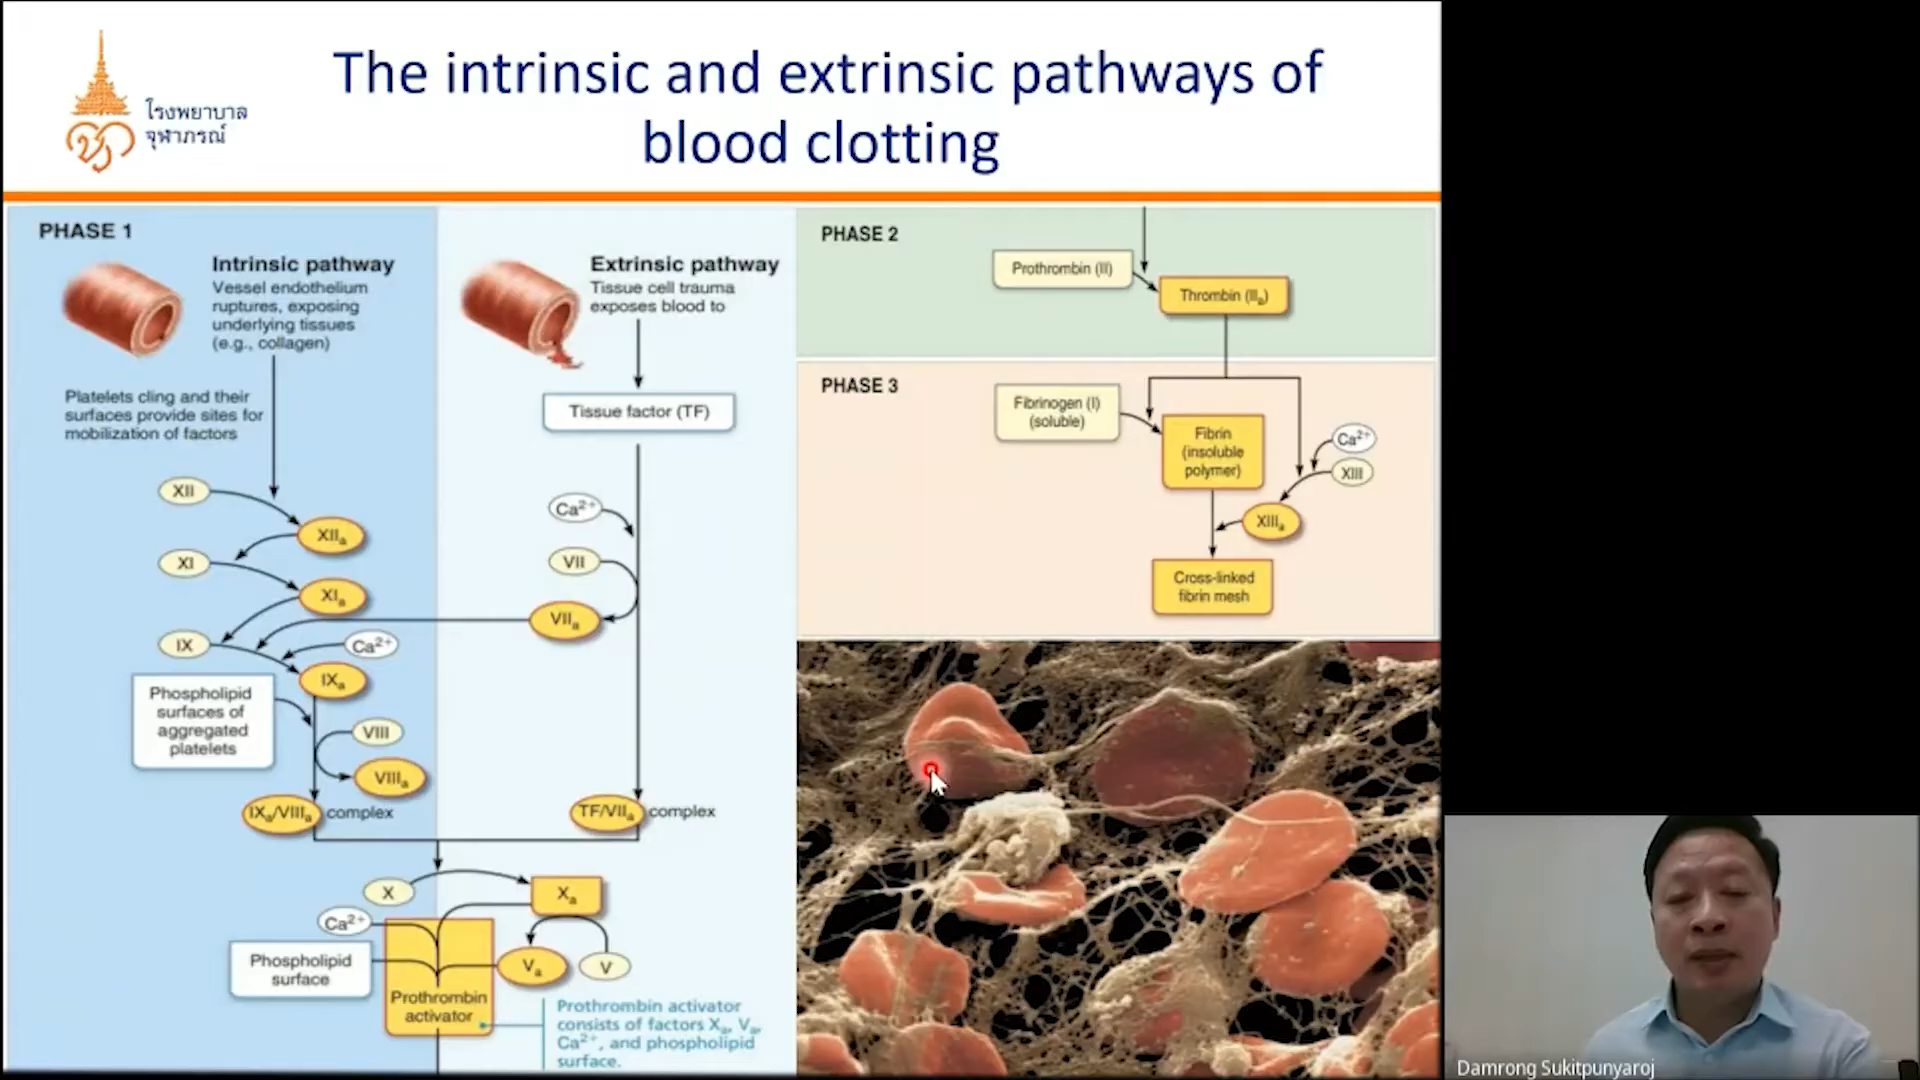 โรงพยาบาล
จุฬาภรณ์
The intrinsic and extrinsic pathways of
blood clotting
PHASE 1
Intrinsic pathway
Vessel endothelium
ruptures, exposing
underlying tissues
(e.g., collagen)
Platelets cling and their
surfaces provide sites for
mobilization of factors
XII
XIIa
XI
XIa
IX
Ca2+
IXa
Phospholipid
surfaces of
aggregated
platelets
VIII
VIIIa
IXa/VIIIa complex
Extrinsic pathway
Tissue cell trauma
exposes blood to
Tissue factor (TF)
Ca2+
VII
VIIa
TF/VIIa complex
X
Xa
Ca2+
Phospholipid
surface
Va
V
Prothrombin
activator
Prothrombin activator
consists of factors Xa, Va,
Ca2+, and phospholipid
surface.
PHASE 2
Prothrombin (II)
Thrombin (IIa)
PHASE 3
Fibrinogen (I)
(soluble)
Fibrin
(insoluble
polymer)
Ca2+
XIII
XIIIa
Cross-linked
fibrin mesh
Damrong Sukitpunyaroj